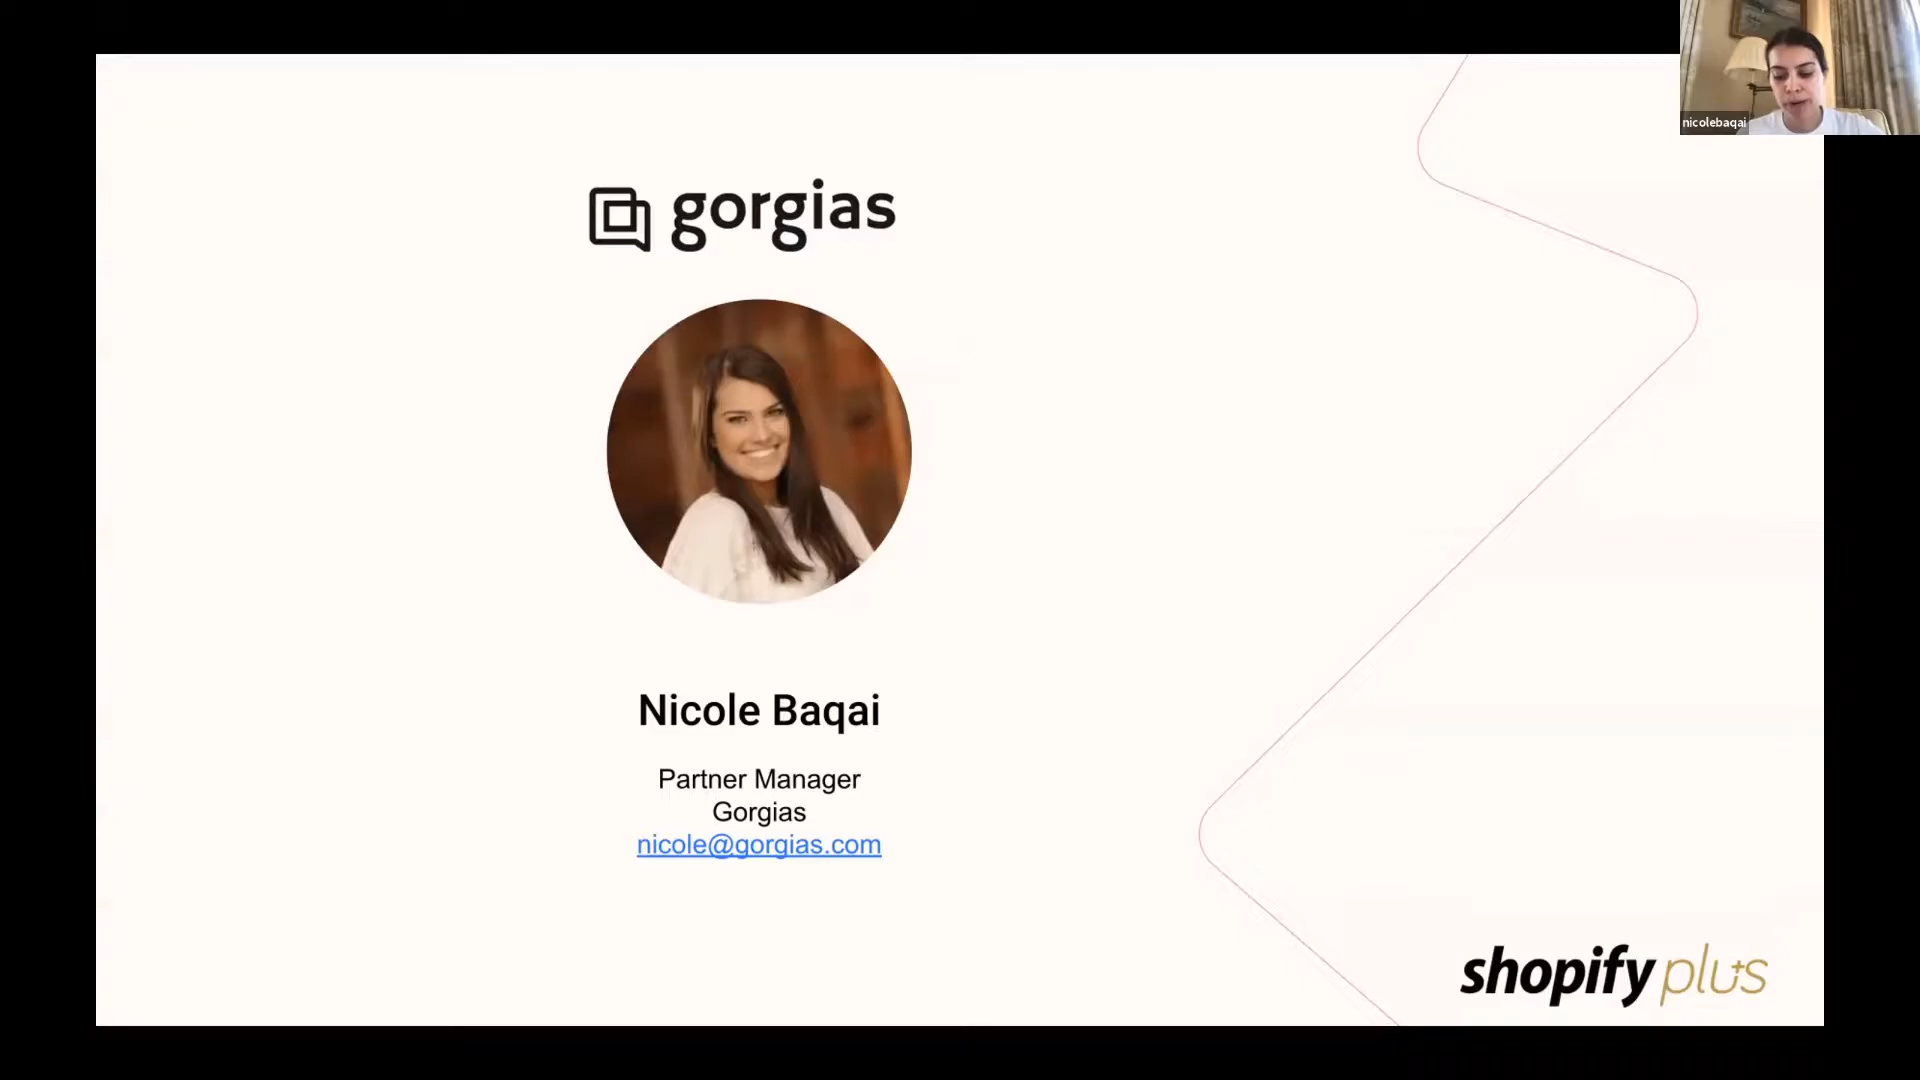 nicolebaqai
gorgias
Nicole Baqai
Partner Manager
Gorgias
nicole@gorgias.com
shopify plus